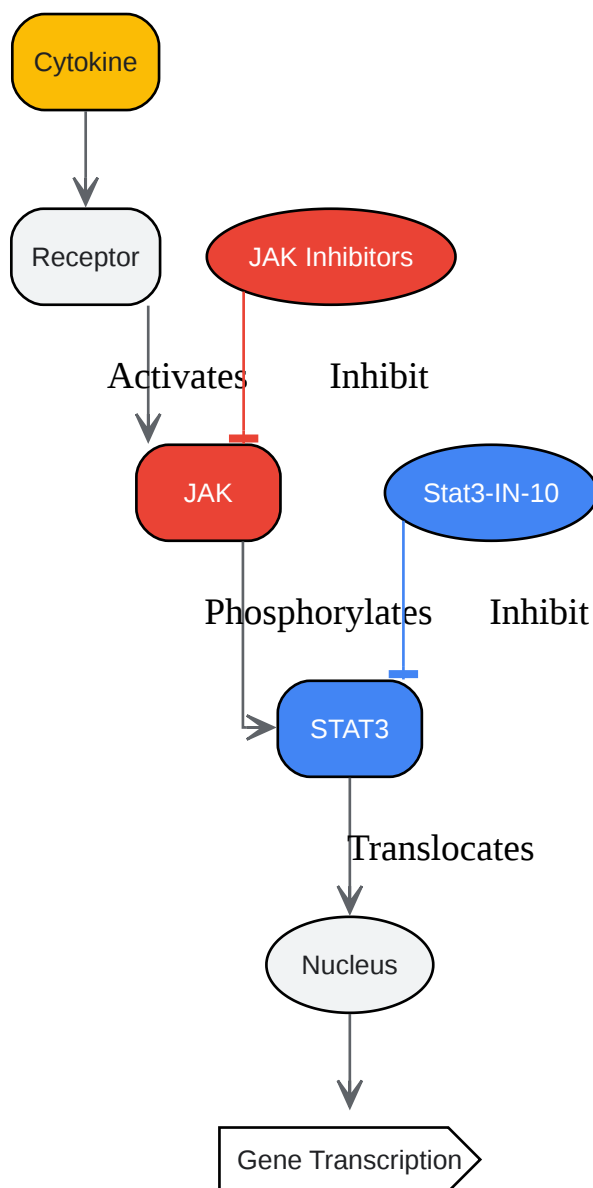 Cytokine
Receptor
JAK Inhibitors
Activates
Inhibit
JAK
Stat3-IN-10
Phosphorylates
Inhibit
STAT3
Translocates
Nucleus
Gene Transcription